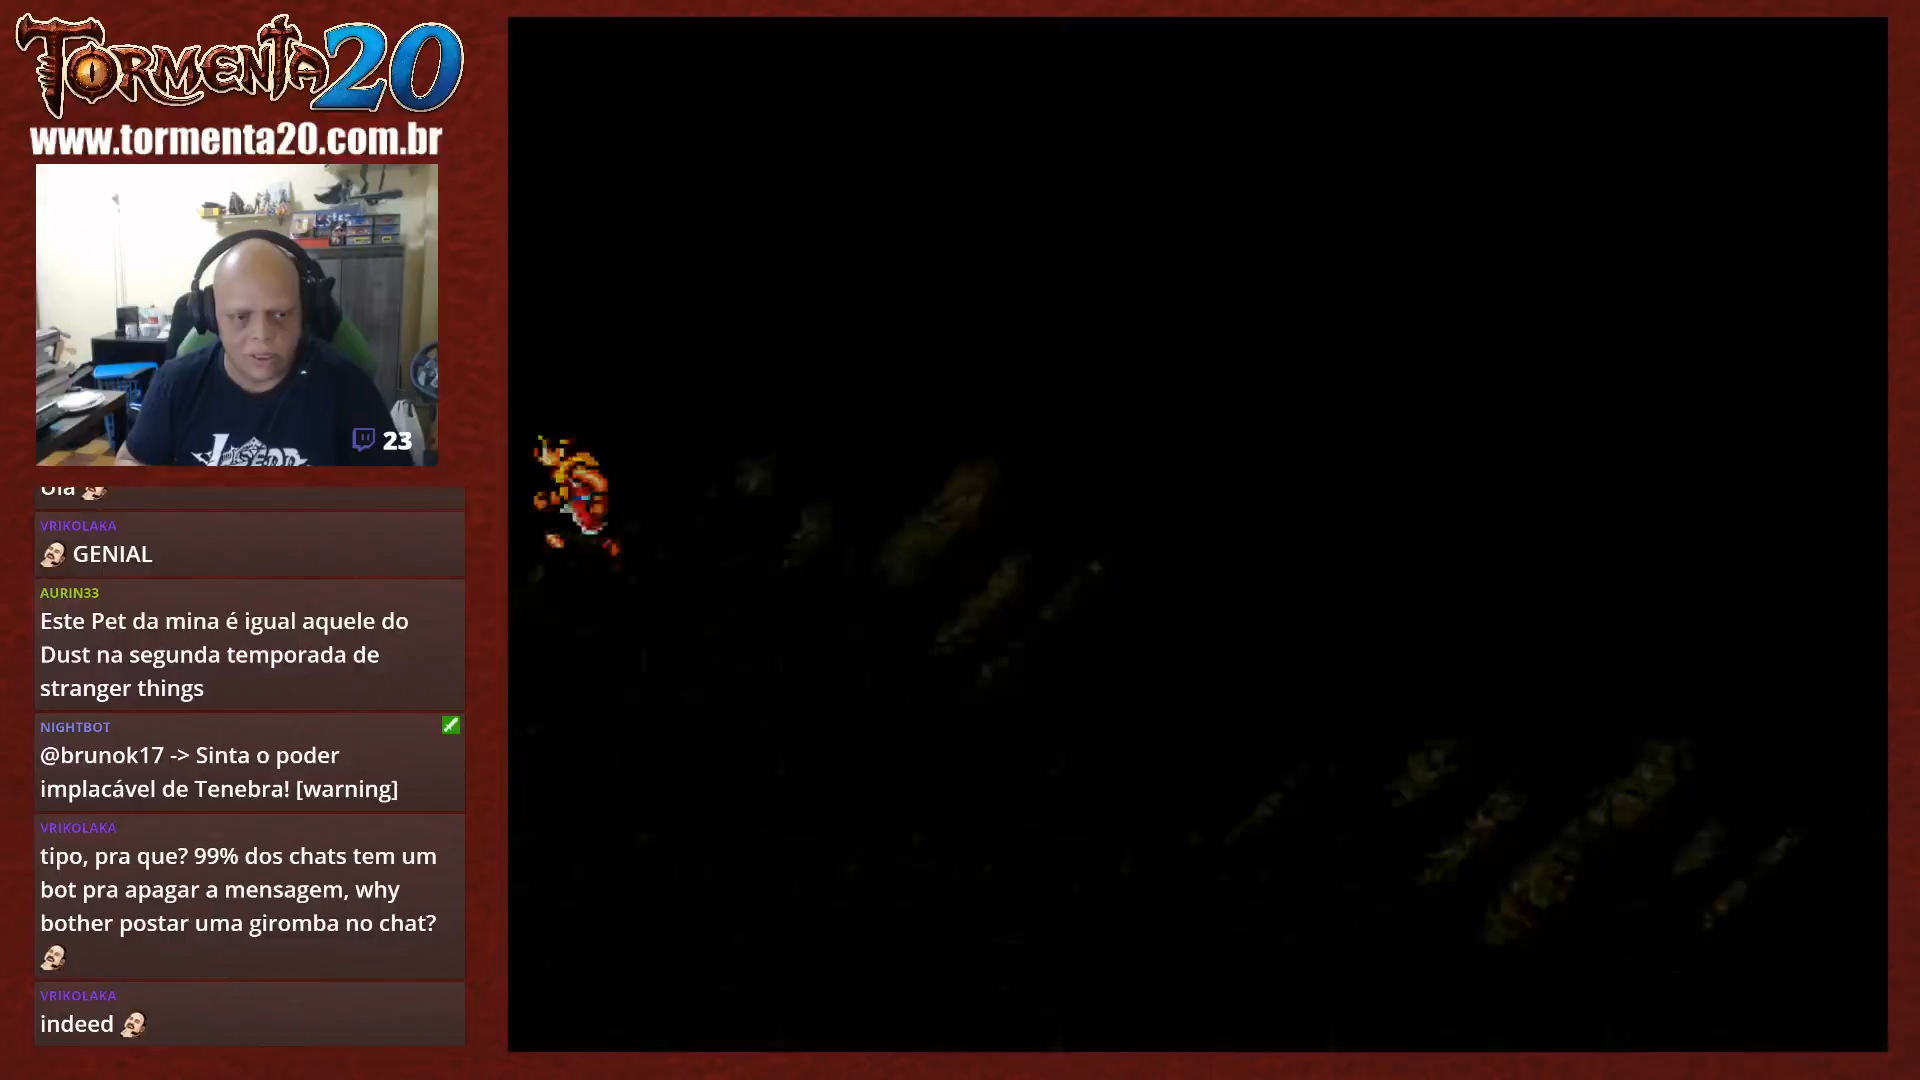 TORMENTA20
www.tormenta20.com.br
23
VRIKOLAKA
GENIAL
AURIN33
Este Pet da mina é igual aquele do
Dust na segunda temporada de
stranger things
NIGHTBOT
@brunok17 -> Sinta o poder
implacável de Tenebra! [warning]
VRIKOLAKA
tipo, pra que? 99% dos chats tem um
bot pra apagar a mensagem, why
bother postar uma giromba no chat?
VRIKOLAKA
indeed